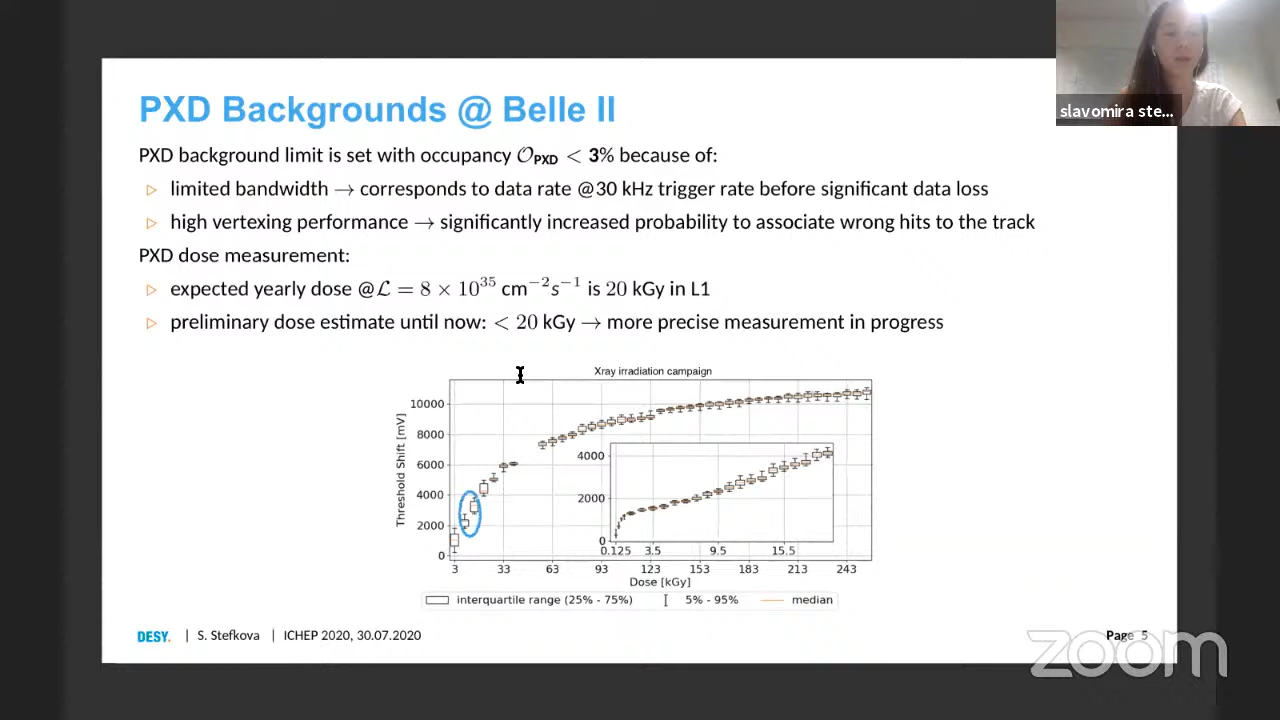 slavomira ste...
PXD Backgrounds @ Belle II
PXD background limit is set with occupancy 𝒪PXD < 3% because of:
▷ limited bandwidth → corresponds to data rate @30 kHz trigger rate before significant data loss
▷ high vertexing performance → significantly increased probability to associate wrong hits to the track
PXD dose measurement:
▷ expected yearly dose @ℒ = 8 × 10³⁵ cm⁻²s⁻¹ is 20 kGy in L1
▷ preliminary dose estimate until now: < 20 kGy → more precise measurement in progress
Xray irradiation campaign
Threshold Shift [mV]
10000
8000
6000
4000
2000
0
4000
2000
0
0.125 3.5 9.5 15.5
3 33 63 93 123 153 183 213 243
Dose [kGy]
interquartile range (25% - 75%) 5% - 95% median
DESY. | S. Stefkova | ICHEP 2020, 30.07.2020 Page 5
zoom